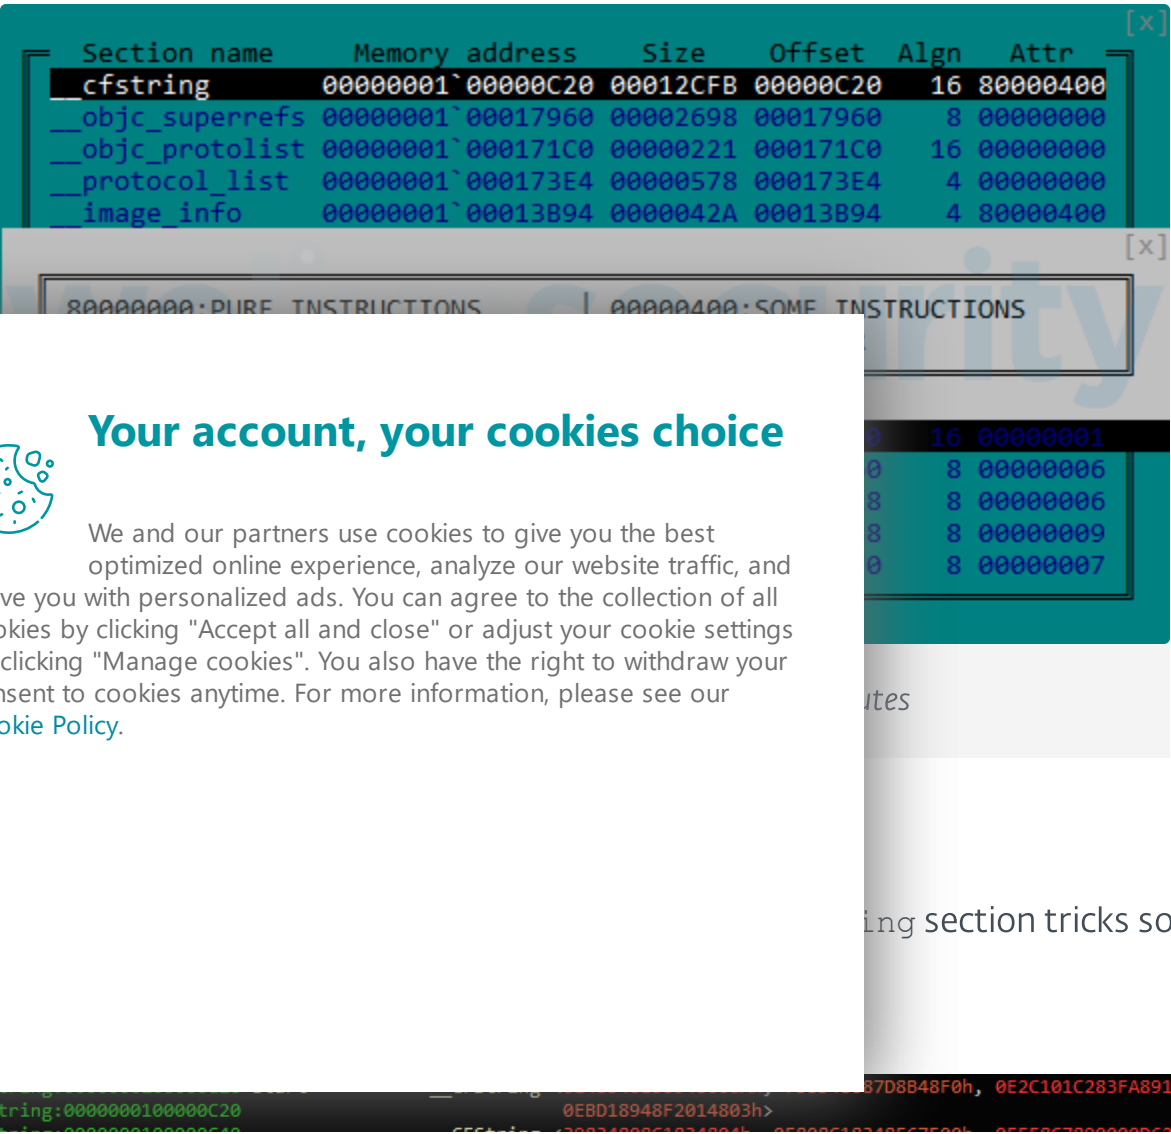 [x]
Section name Memory address Size Offset Algn Attr
__cfstring 00000001`00000C20 00012CFB 00000C20 16 80000400
__objc_superrefs 00000001`00017960 00002698 00017960 8 00000000
__objc_protolist 00000001`000171C0 00000221 000171C0 16 00000000
__protocol_list 00000001`000173E4 00000578 000173E4 4 00000000
__image_info 00000001`00013B94 0000042A 00013B94 4 80000400
[x]
80000000:PURE INSTRUCTIONS | 00000400:SOME INSTRUCTIONS
Your account, your cookies choice
0 16 00000001
0 8 00000006
8 8 00000006
8 8 00000009
0 8 00000007
We and our partners use cookies to give you the best
optimized online experience, analyze our website traffic, and
ve you with personalized ads. You can agree to the collection of all
okies by clicking "Accept all and close" or adjust your cookie settings
clicking "Manage cookies". You also have the right to withdraw your
nsent to cookies anytime. For more information, please see our
okie Policy.
utes
ing section tricks so
87D8B48F0h, 0E2C101C283FA891
tring:0000000100000C20 0EBD18948F2014803h>